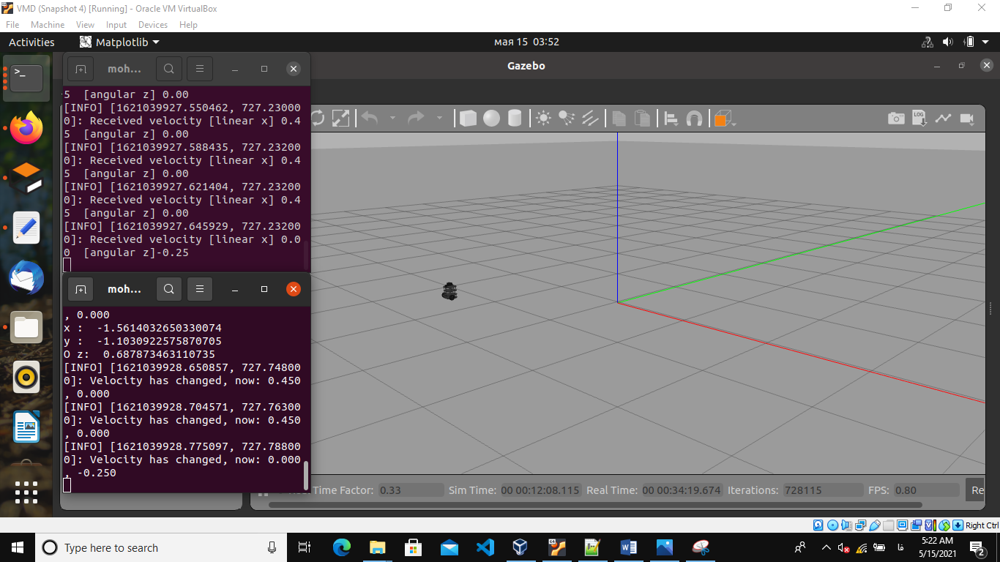 VMD (Snapshot 4) [Running] - Oracle VM VirtualBox
File Machine View Input Devices Help
Activities Matplotlib мая 15 03:52
moh...
Gazebo
5 [angular z] 0.00
[INFO] [1621039927.550462, 727.23000
0]: Received velocity [linear x] 0.4
5 [angular z] 0.00
[INFO] [1621039927.588435, 727.23200
0]: Received velocity [linear x] 0.4
5 [angular z] 0.00
[INFO] [1621039927.621404, 727.23200
0]: Received velocity [linear x] 0.4
5 [angular z] 0.00
[INFO] [1621039927.645929, 727.23200
0]: Received velocity [linear x] 0.0
0 [angular z]-0.25
LOG
moh...
, 0.000
x : -1.5614032650330074
y : -1.1030922575870705
O z: 0.687873463110735
[INFO] [1621039928.650857, 727.74800
0]: Velocity has changed, now: 0.450
, 0.000
[INFO] [1621039928.704571, 727.76300
0]: Velocity has changed, now: 0.450
, 0.000
[INFO] [1621039928.775097, 727.78800
0]: Velocity has changed, now: 0.000
, -0.250
Time Factor: 0.33 Sim Time: 00 00:12:08.115 Real Time: 00 00:34:19.674 Iterations: 728115 FPS: 0.80 Re
Right Ctrl
Type here to search
فا
5:22 AM
5/15/2021
2